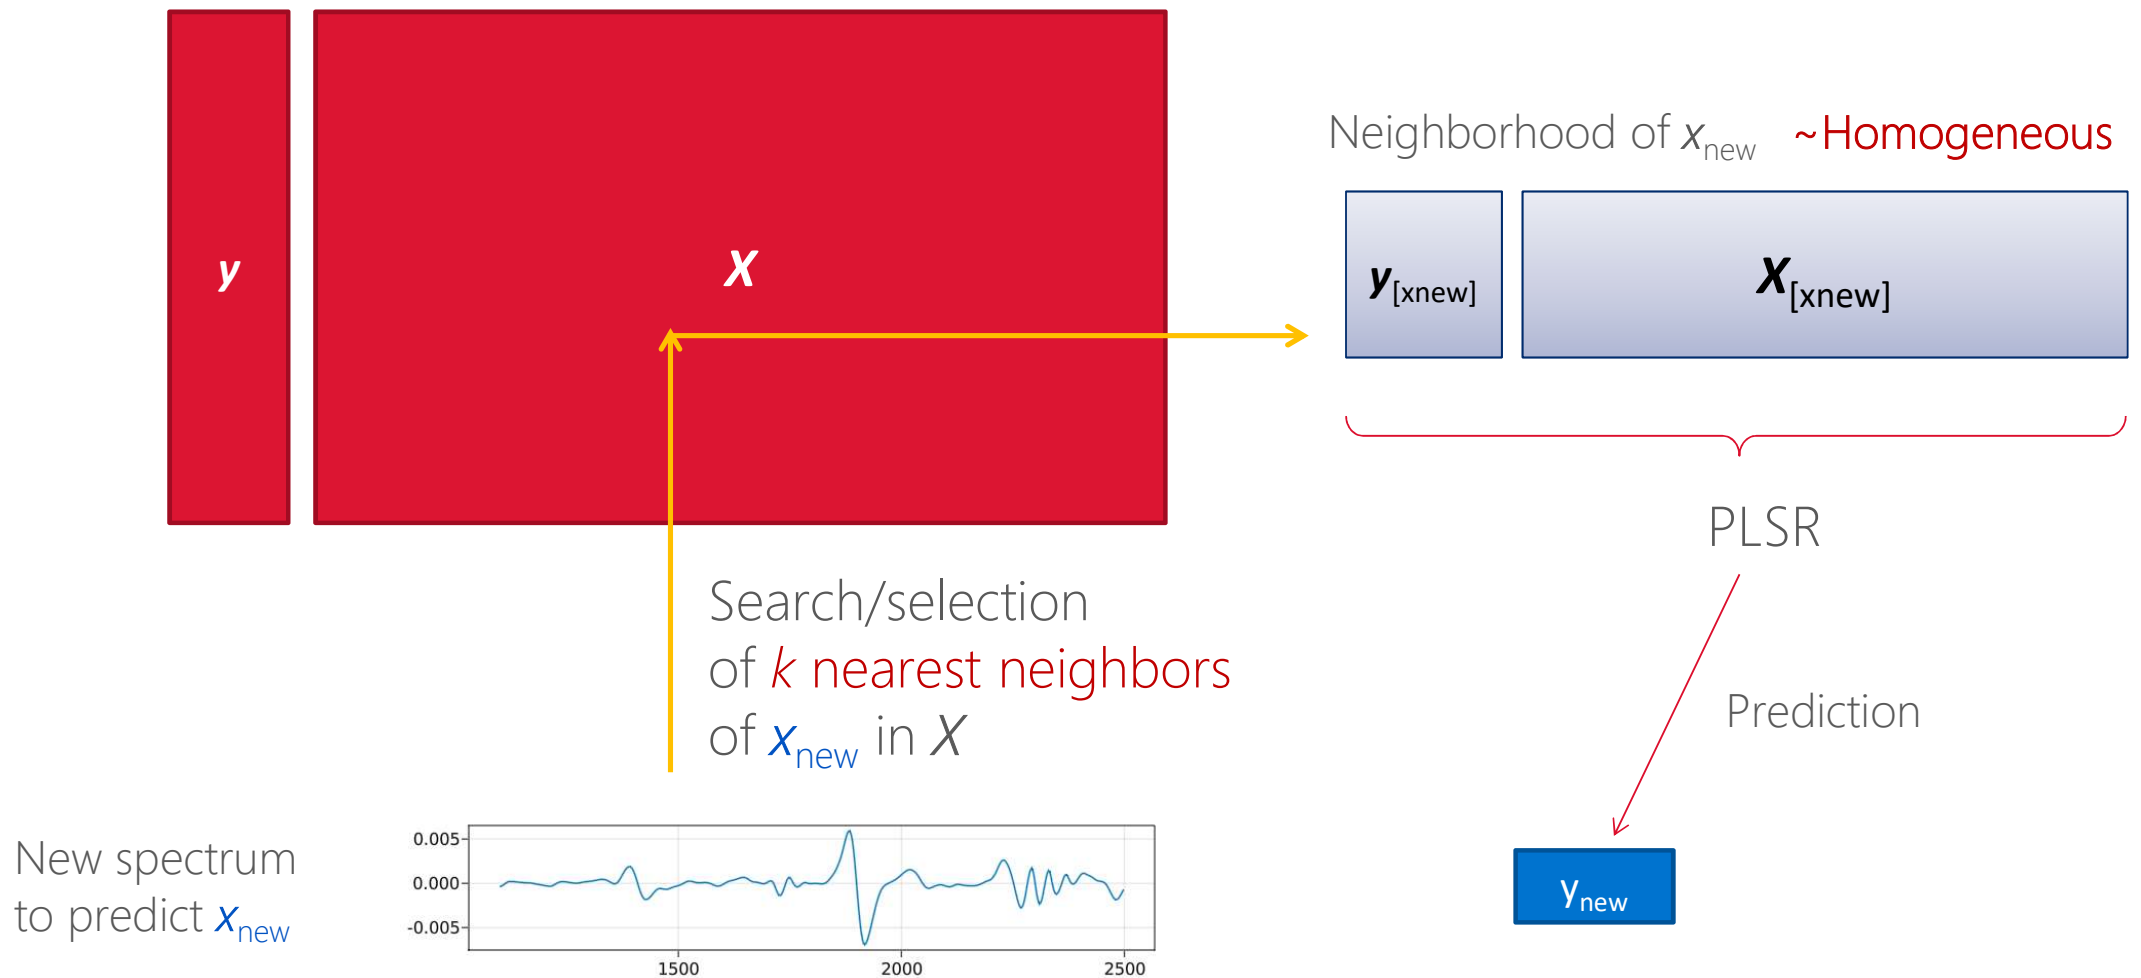 y
X
Neighborhood of xnew ~Homogeneous
y[xnew]
X[xnew]
PLSR
Search/selection
of k nearest neighbors
of xnew in X
Prediction
New spectrum
to predict xnew
0.005
0.000
-0.005
1500 2000 2500
ynew